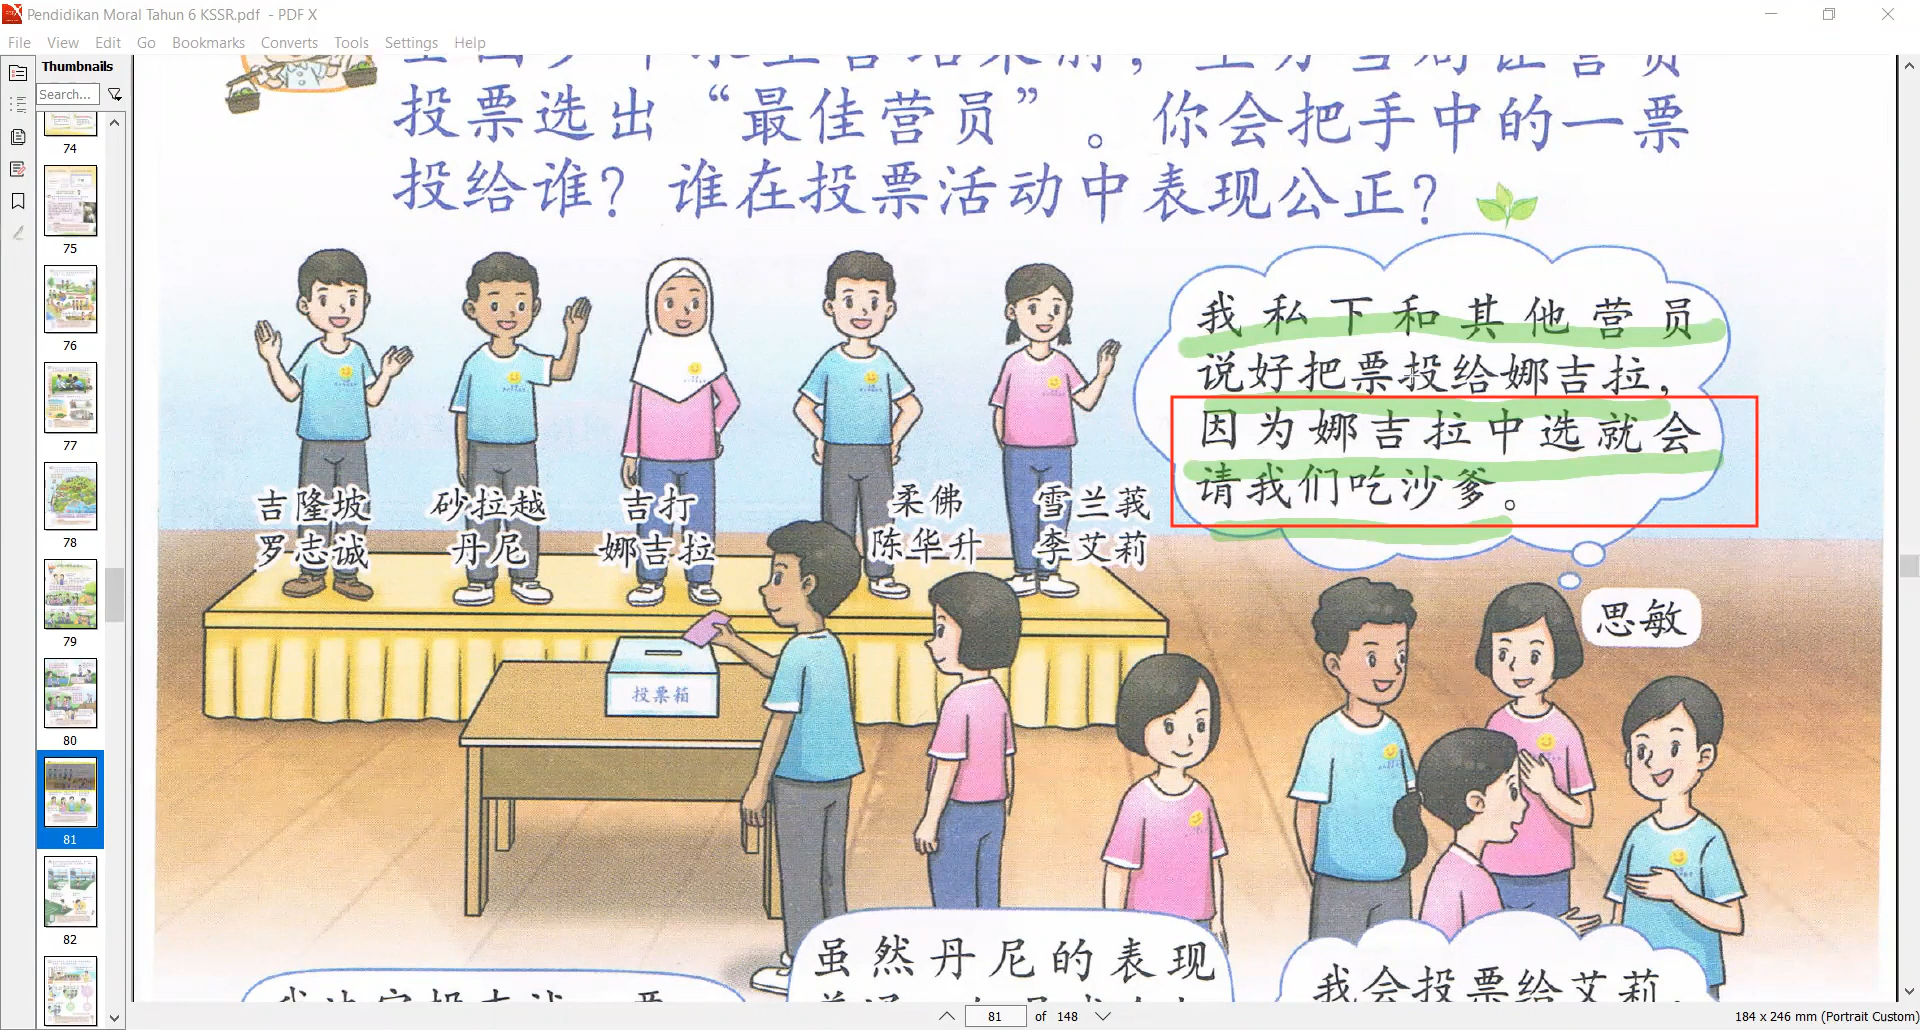 Pendidikan Moral Tahun 6 KSSR.pdf - PDF X
File View Edit Go Bookmarks Converts Tools Settings Help
Thumbnails
Search...
74
75
76
77
78
79
80
81
82
投票选出“最佳营员”。你会把手中的一票
投给谁？谁在投票活动中表现公正？
我私下和其他营员
说好把票投给娜吉拉，
因为娜吉拉中选就会
请我们吃沙爹。
思敏
吉隆坡
罗志诚
砂拉越
丹尼
吉打
娜吉拉
柔佛
陈华升
雪兰莪
李艾莉
投票箱
虽然丹尼的表现
我会投票给艾莉，
81 of 148
184 x 246 mm (Portrait Custom)